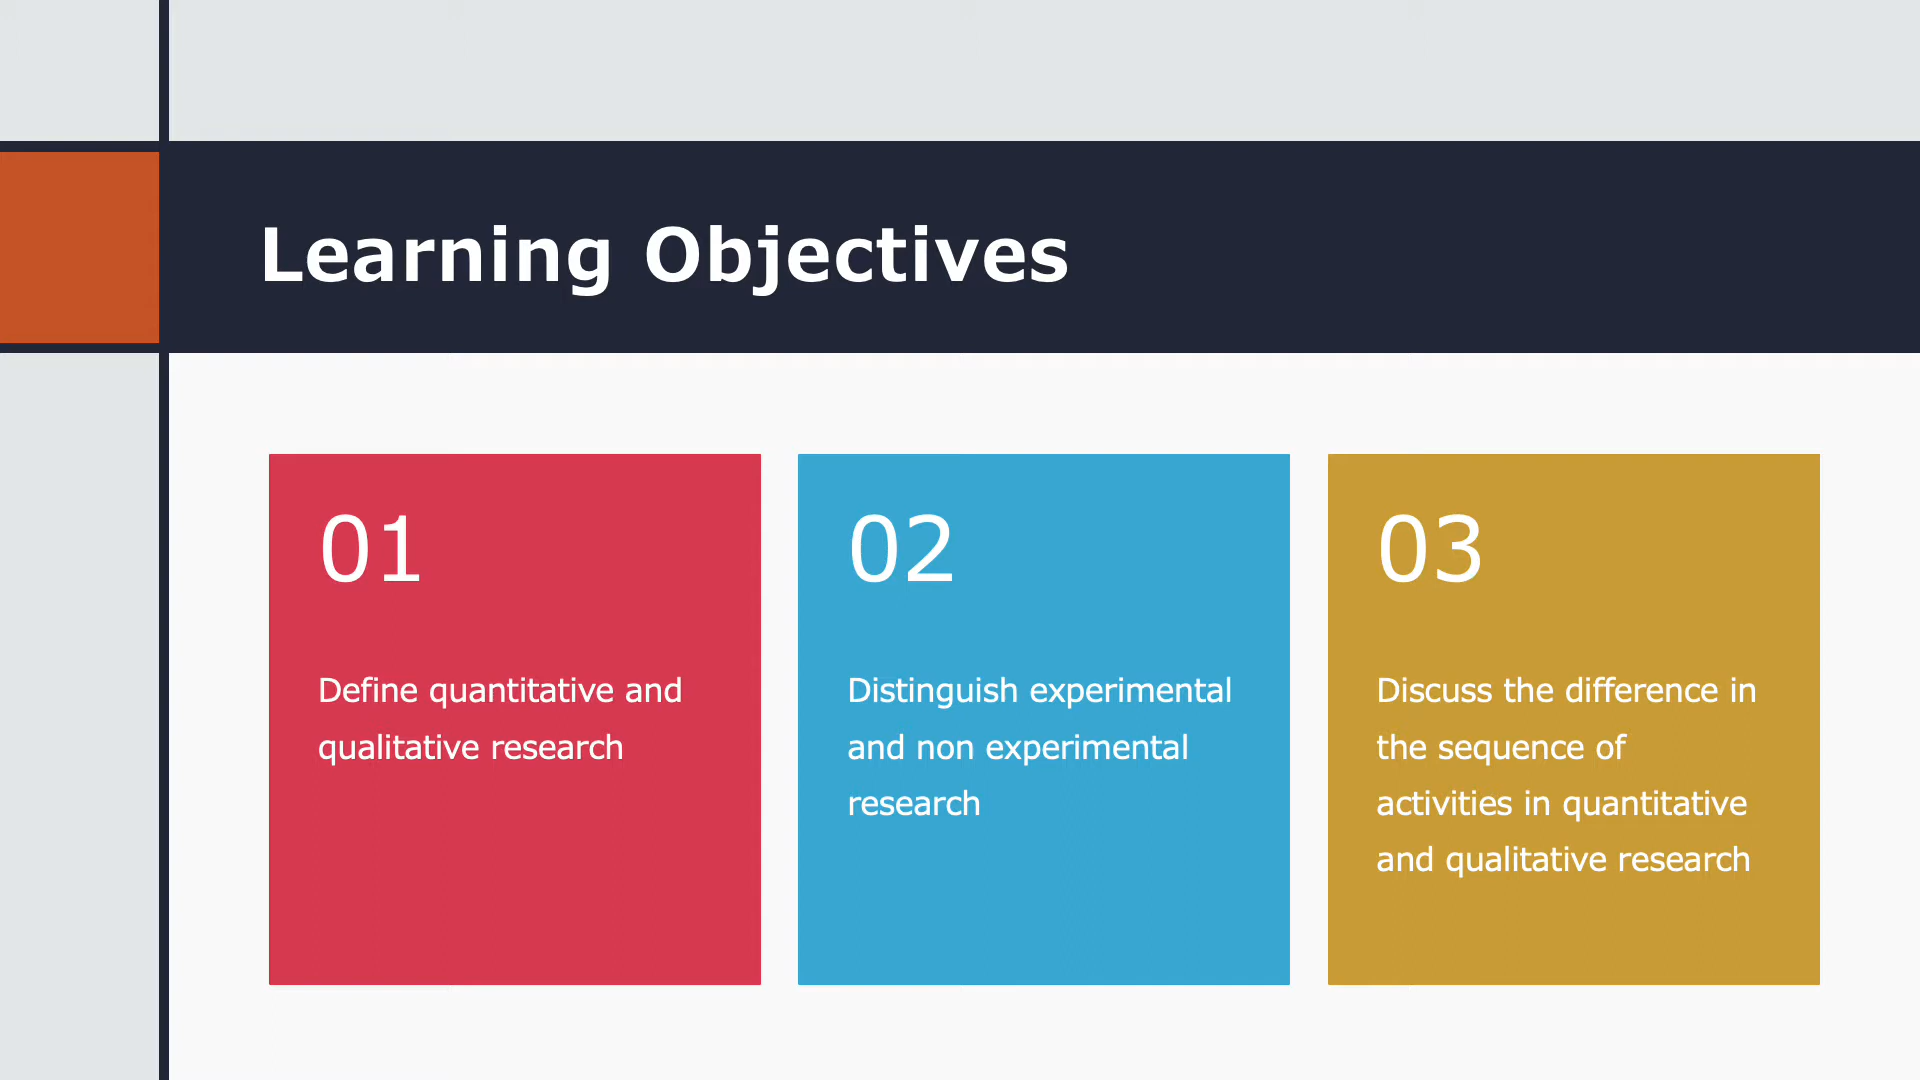 Learning Objectives
01
Define quantitative and
qualitative research
02
Distinguish experimental
and non experimental
research
03
Discuss the difference in
the sequence of
activities in quantitative
and qualitative research